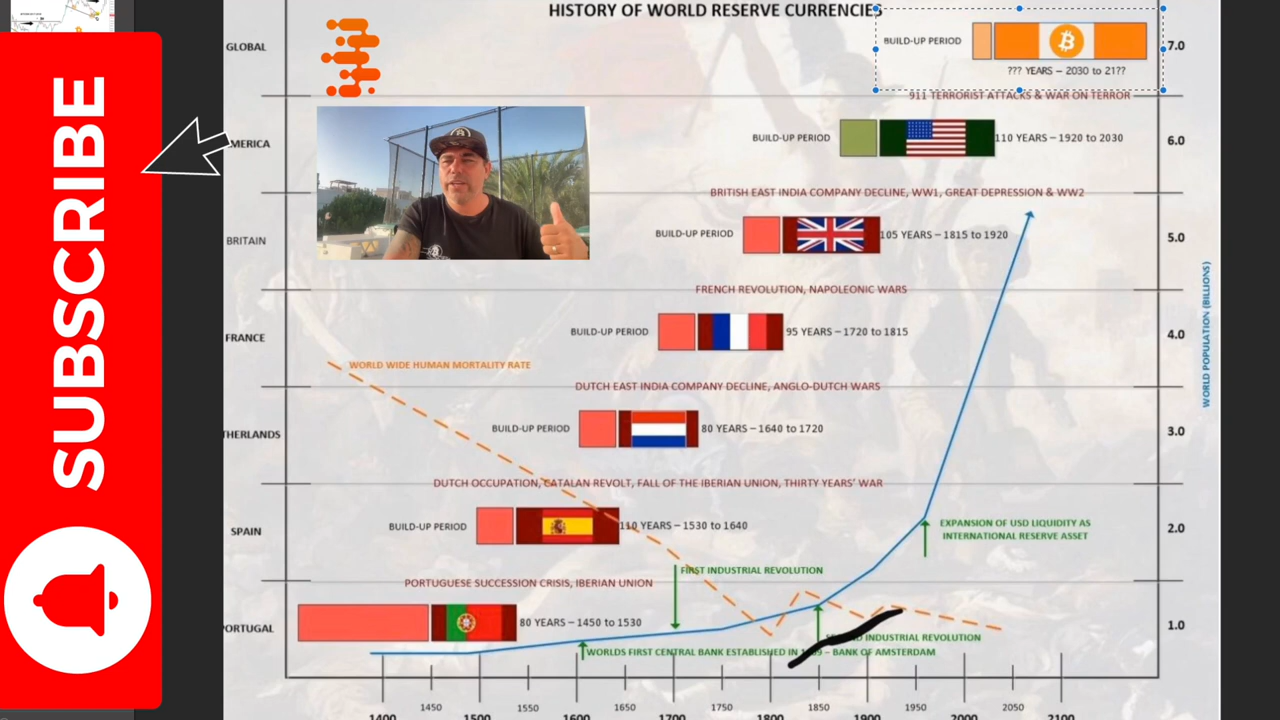 HISTORY OF WORLD RESERVE CURRENCIES
SUBSCRIBE
GLOBAL
BUILD-UP PERIOD
7.0
??? YEARS – 2030 to 21??
911 TERRORIST ATTACKS & WAR ON TERROR
MERICA
BUILD-UP PERIOD
110 YEARS – 1920 to 2030
6.0
BRITISH EAST INDIA COMPANY DECLINE, WW1, GREAT DEPRESSION & WW2
BRITAIN
BUILD-UP PERIOD
105 YEARS – 1815 to 1920
5.0
FRENCH REVOLUTION, NAPOLEONIC WARS
WORLD POPULATION (BILLIONS)
FRANCE
BUILD-UP PERIOD
95 YEARS – 1720 to 1815
4.0
WORLD WIDE HUMAN MORTALITY RATE
DUTCH EAST INDIA COMPANY DECLINE, ANGLO-DUTCH WARS
THERLANDS
BUILD-UP PERIOD
80 YEARS – 1640 to 1720
3.0
DUTCH OCCUPATION, CATALAN REVOLT, FALL OF THE IBERIAN UNION, THIRTY YEARS' WAR
SPAIN
BUILD-UP PERIOD
110 YEARS – 1530 to 1640
2.0
EXPANSION OF USD LIQUIDITY AS
INTERNATIONAL RESERVE ASSET
FIRST INDUSTRIAL REVOLUTION
PORTUGUESE SUCCESSION CRISIS, IBERIAN UNION
PORTUGAL
80 YEARS – 1450 to 1530
1.0
INDUSTRIAL REVOLUTION
WORLDS FIRST CENTRAL BANK ESTABLISHED IN – BANK OF AMSTERDAM
1400 1450 1500 1550 1600 1650 1700 1750 1800 1850 1900 1950 2000 2050 2100